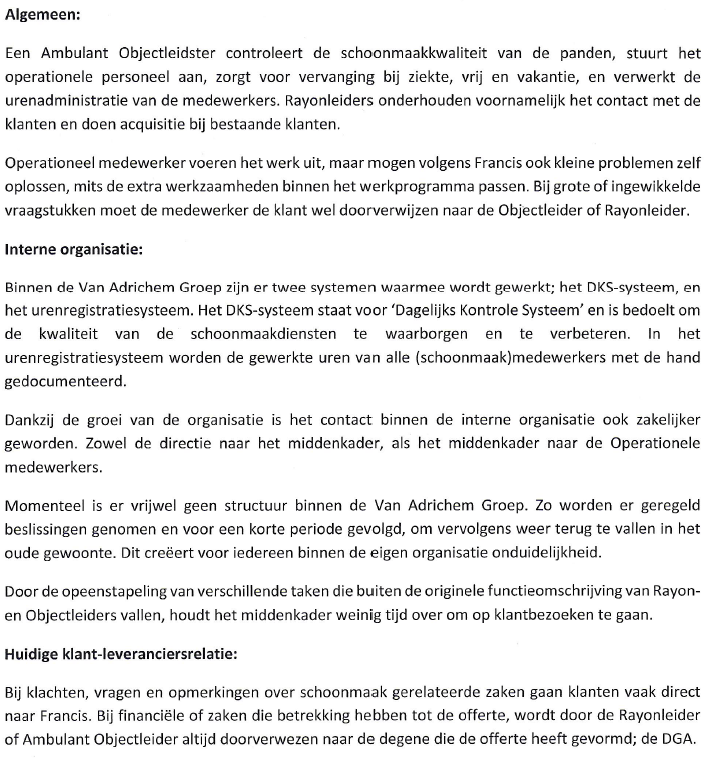 Algemeen:
Een Ambulant Objectleidster controleert de schoonmaakkwaliteit van de panden, stuurt het
operationele personeel aan, zorgt voor vervanging bij ziekte, vrij en vakantie, en verwerkt de
urenadministratie van de medewerkers. Rayonleiders onderhouden voornamelijk het contact met de
klanten en doen acquisitie bij bestaande klanten.
Operationeel medewerker voeren het werk uit, maar mogen volgens Francis ook kleine problemen zelf
oplossen, mits de extra werkzaamheden binnen het werkprogramma passen. Bij grote of ingewikkelde
vraagstukken moet de medewerker de klant wel doorverwijzen naar de Objectleider of Rayonleider.
Interne organisatie:
Binnen de Van Adrichem Groep zijn er twee systemen waarmee wordt gewerkt; het DKS-systeem, en
het urenregistratiesysteem. Het DKS-systeem staat voor ‘Dagelijks Kontrole Systeem’ en is bedoelt om
de kwaliteit van de schoonmaakdiensten te waarborgen en te verbeteren. In het
urenregistratiesysteem worden de gewerkte uren van alle (schoonmaak)medewerkers met de hand
gedocumenteerd.
Dankzij de groei van de organisatie is het contact binnen de interne organisatie ook zakelijker
geworden. Zowel de directie naar het middenkader, als het middenkader naar de Operationele
medewerkers.
Momenteel is er vrijwel geen structuur binnen de Van Adrichem Groep. Zo worden er geregeld
beslissingen genomen en voor een korte periode gevolgd, om vervolgens weer terug te vallen in het
oude gewoonte. Dit creëert voor iedereen binnen de eigen organisatie onduidelijkheid.
Door de opeenstapeling van verschillende taken die buiten de originele functieomschrijving van Rayon-
en Objectleiders vallen, houdt het middenkader weinig tijd over om op klantbezoeken te gaan.
Huidige klant-leveranciersrelatie:
Bij klachten, vragen en opmerkingen over schoonmaak gerelateerde zaken gaan klanten vaak direct
naar Francis. Bij financiële of zaken die betrekking hebben tot de offerte, wordt door de Rayonleider
of Ambulant Objectleider altijd doorverwezen naar de degene die de offerte heeft gevormd; de DGA.